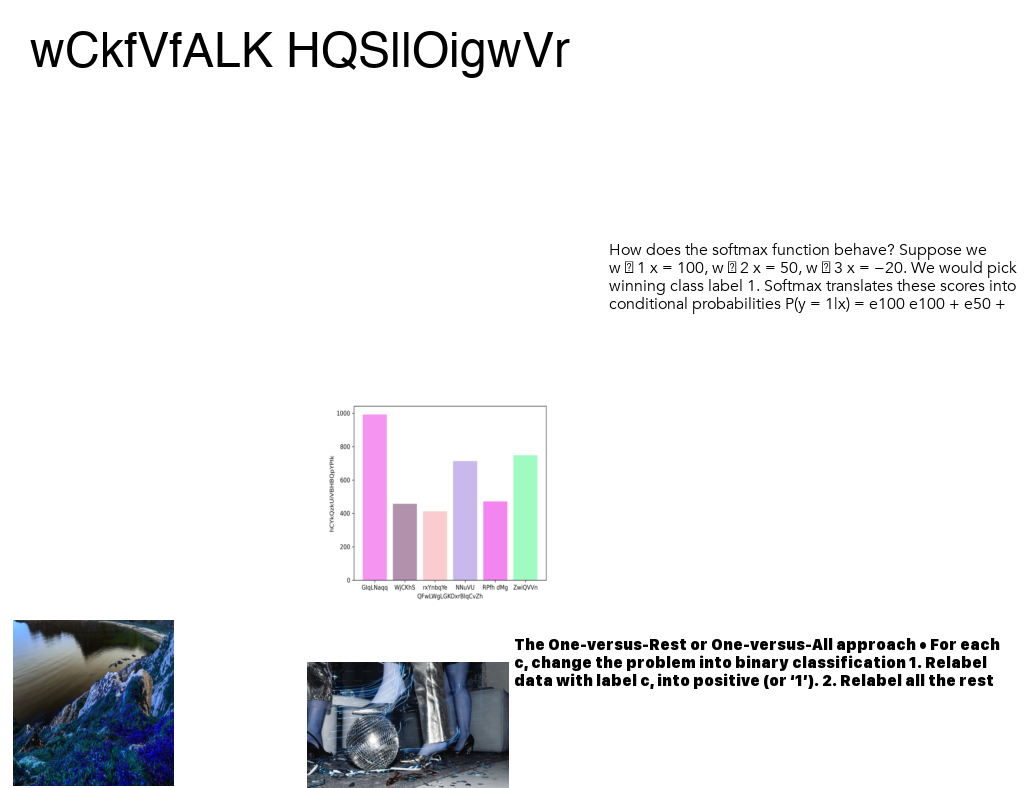 wCkfVfALK HQSIlOigwVr
How does the softmax function behave? Suppose we
w 1 x = 100, w 2 x = 50, w 3 x = −20. We would pick
winning class label 1. Softmax translates these scores into
conditional probabilities P(y = 1|x) = e100 e100 + e50 +
1000
800
600
400
200
0
GlqLNaqq WjCKhS rxYnbqYe NNuVU RPfh dMg ZwiQVVn
QFwLWgLGKDxrBlqCvZh
The One-versus-Rest or One-versus-All approach • For each
c, change the problem into binary classification 1. Relabel
data with label c, into positive (or ‘1’). 2. Relabel all the rest